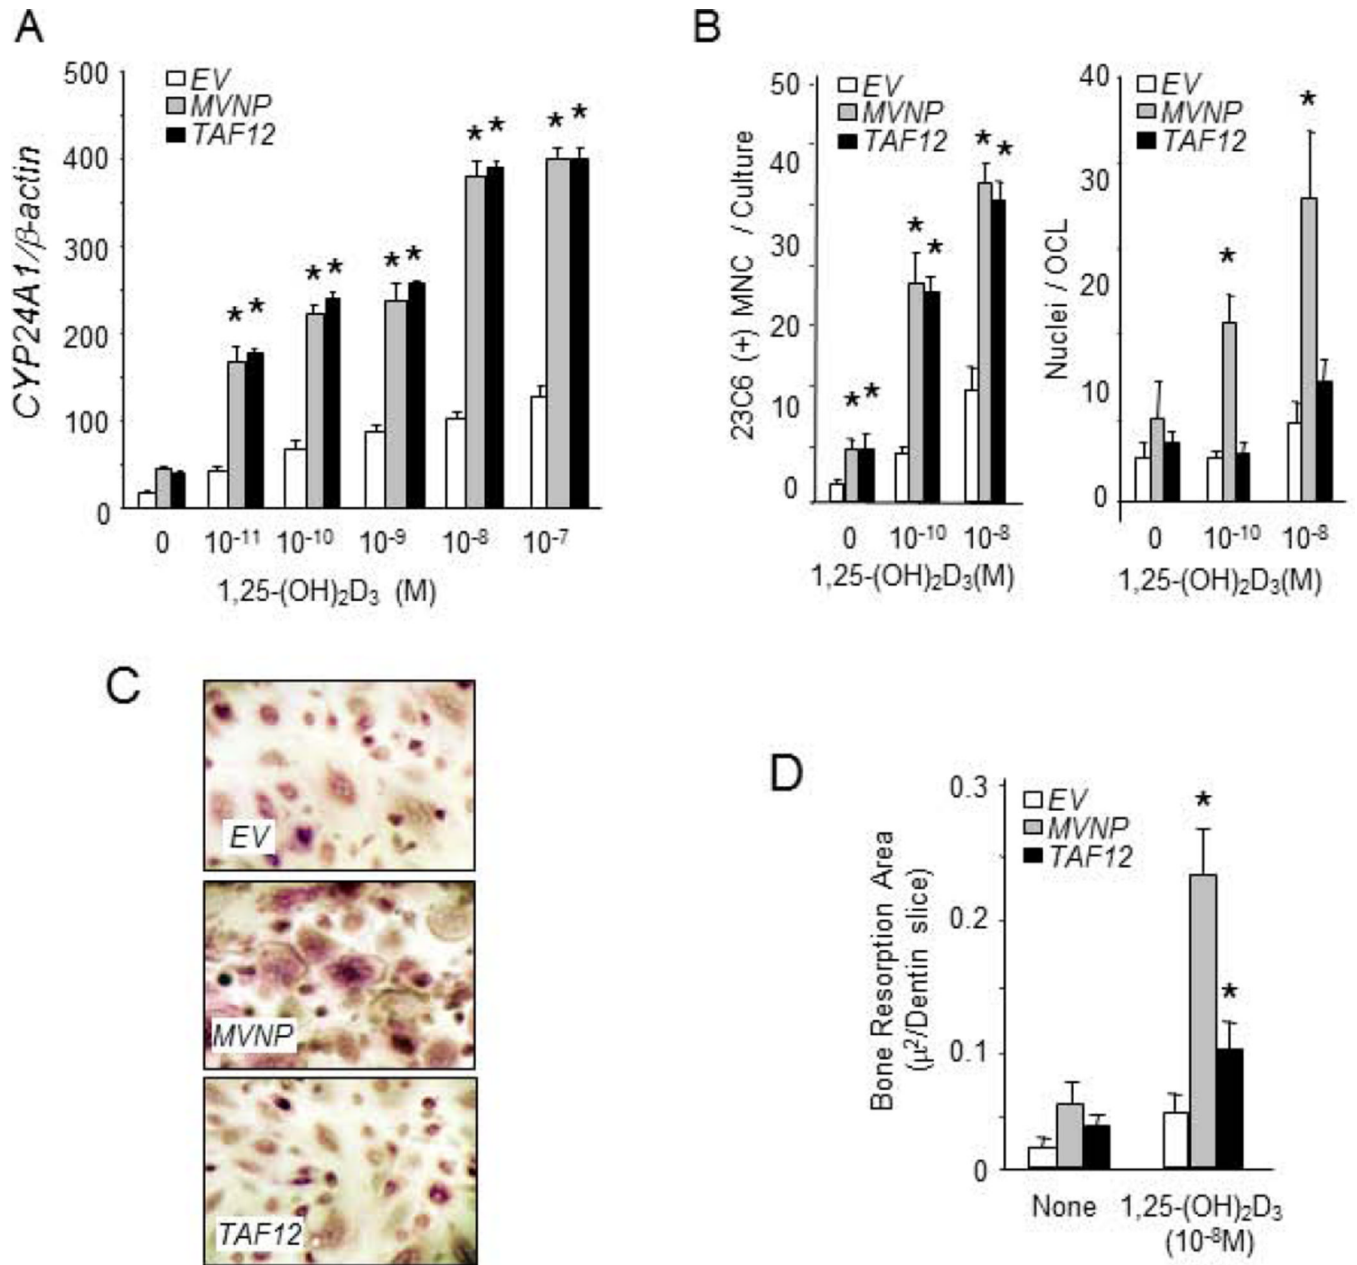 A
CYP24A1/β-actin
500
400
300
200
100
0
EV
MVNP
TAF12
* * * * * * * * * *
0 10⁻¹¹ 10⁻¹⁰ 10⁻⁹ 10⁻⁸ 10⁻⁷
1,25-(OH)₂D₃ (M)
B
23C6 (+) MNC / Culture
50
40
30
20
10
0
EV
MVNP
TAF12
* * * * * *
0 10⁻¹⁰ 10⁻⁸
1,25-(OH)₂D₃(M)
Nuclei / OCL
40
30
20
10
0
EV
MVNP
TAF12
* *
0 10⁻¹⁰ 10⁻⁸
1,25-(OH)₂D₃(M)
C
EV
MVNP
TAF12
D
Bone Resorption Area
(μ²/Dentin slice)
0.3
0.2
0.1
0
EV
MVNP
TAF12
* *
None 1,25-(OH)₂D₃
(10⁻⁸M)